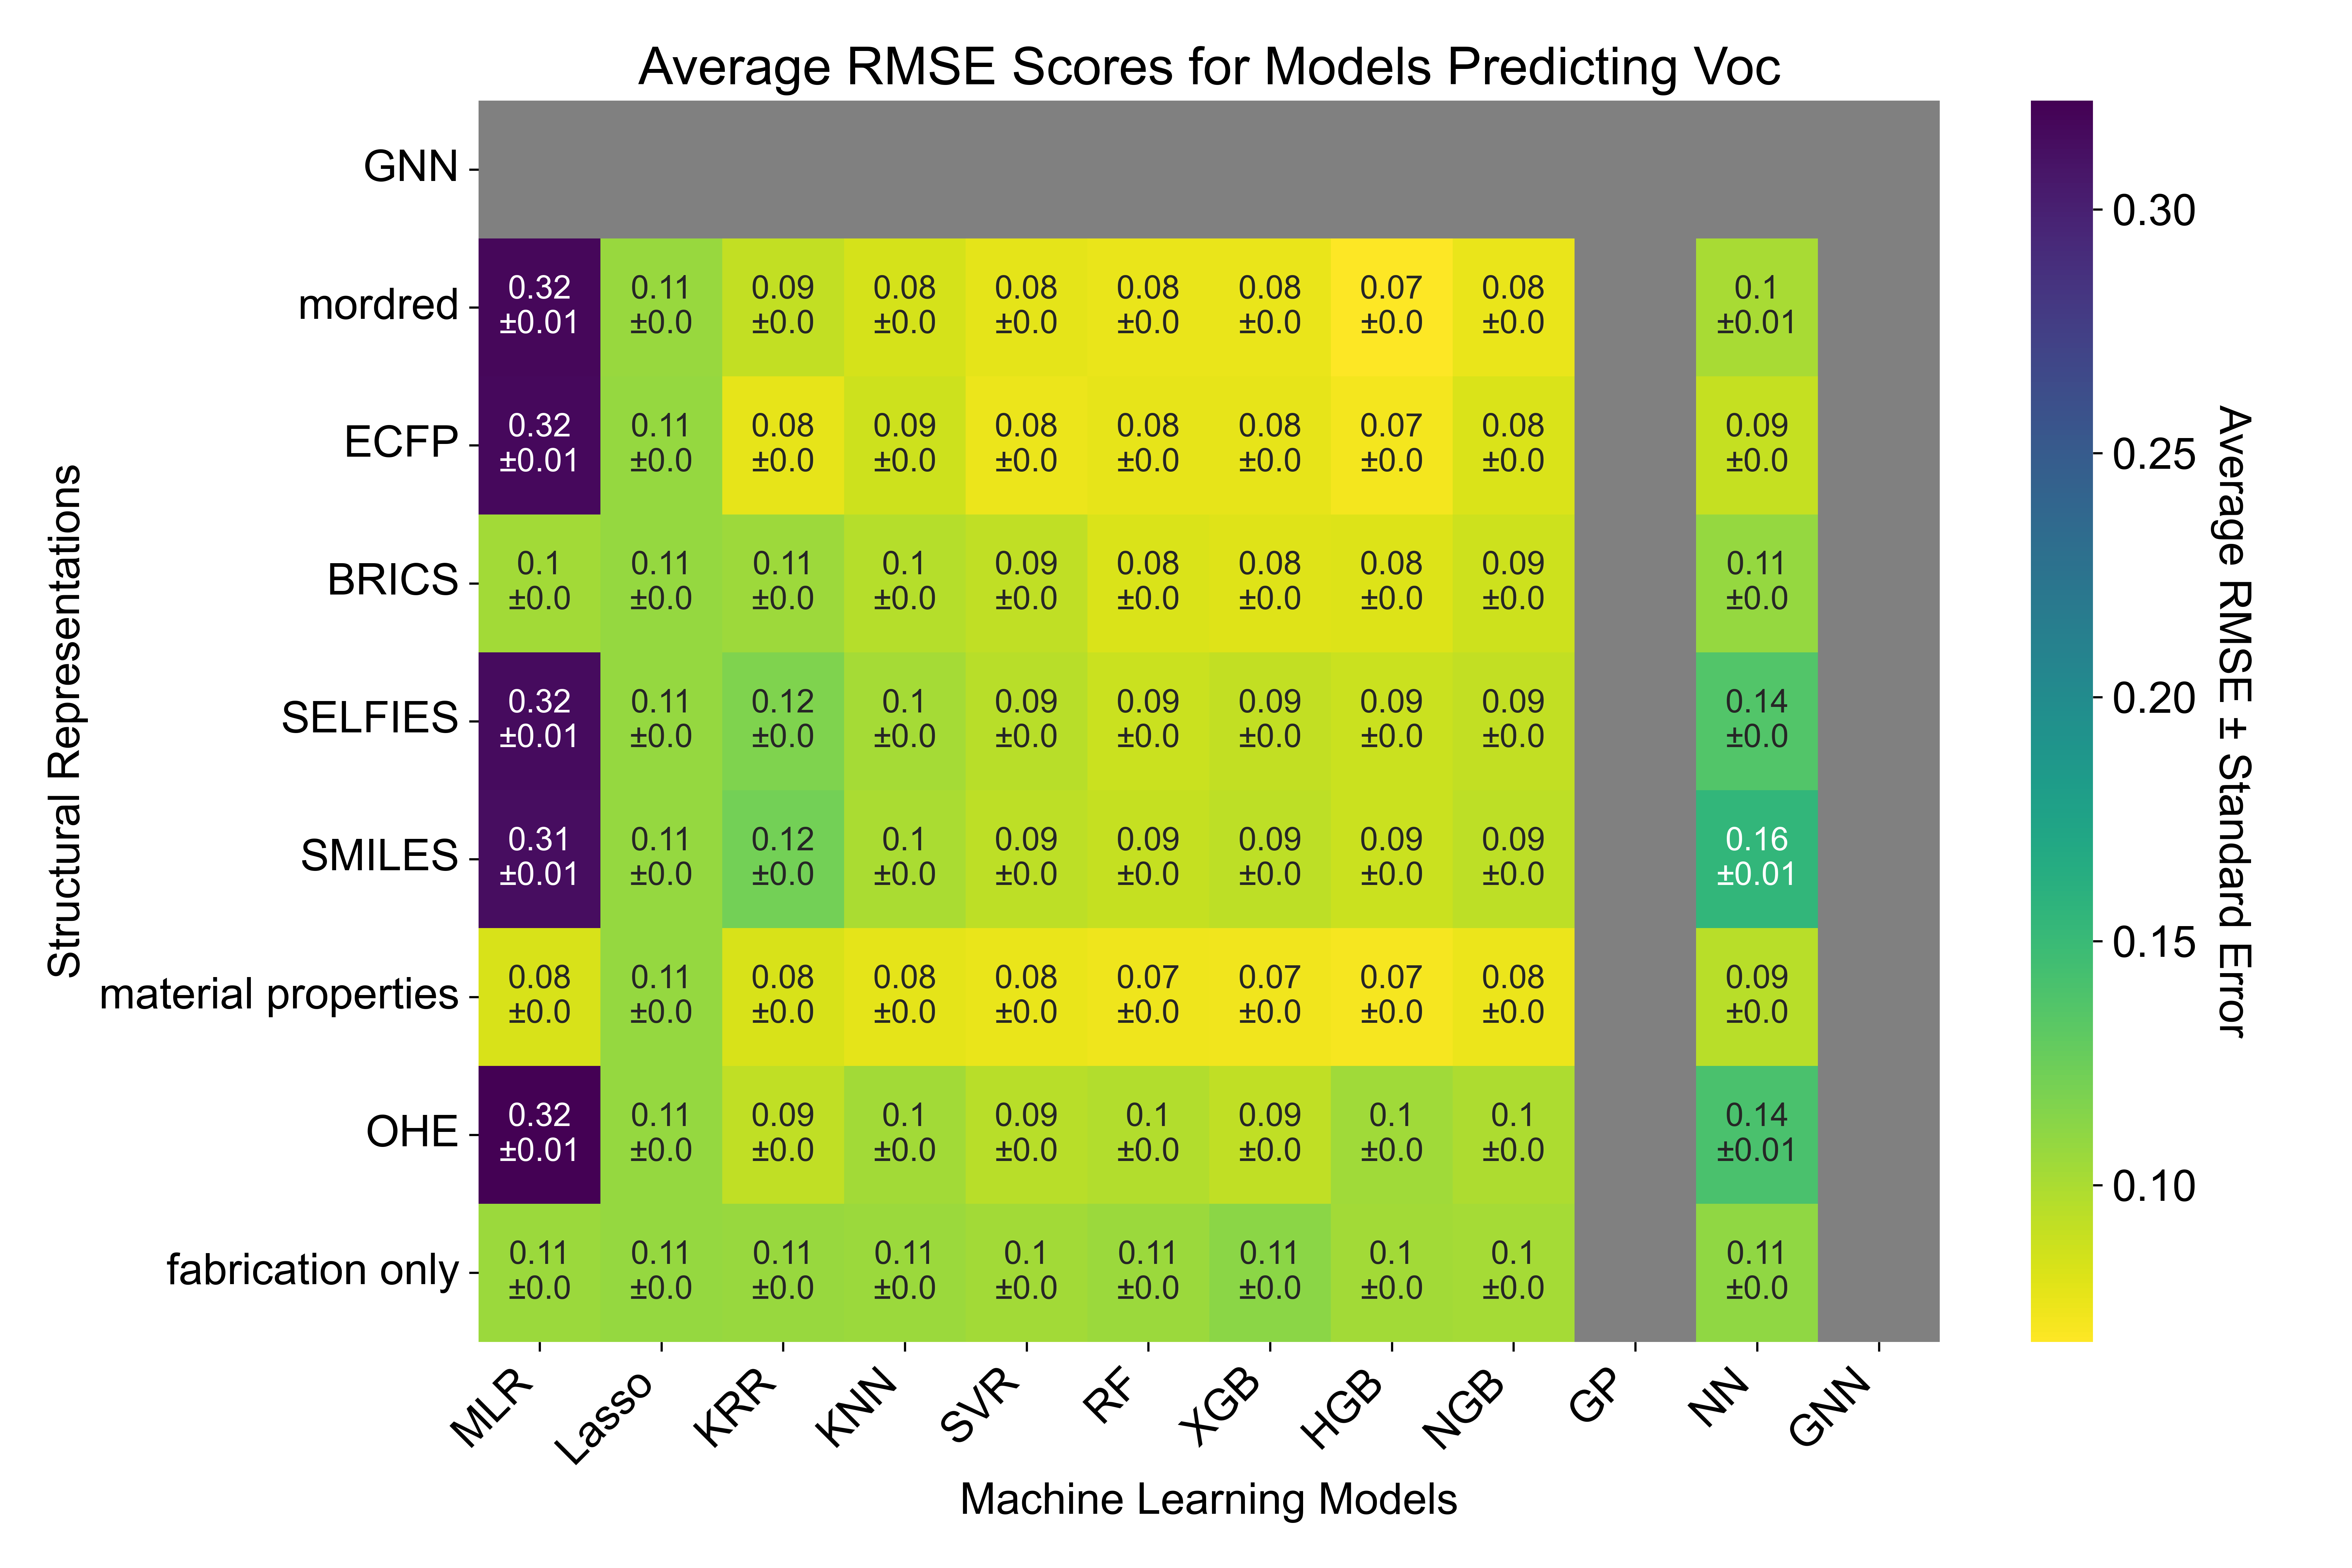 Average RMSE Scores for Models Predicting Voc
Structural Representations
GNN
mordred
0.32 0.11 0.09 0.08 0.08 0.08 0.08 0.07 0.08 0.1
±0.01 ±0.0 ±0.0 ±0.0 ±0.0 ±0.0 ±0.0 ±0.0 ±0.0 ±0.01
ECFP
0.32 0.11 0.08 0.09 0.08 0.08 0.08 0.07 0.08 0.09
±0.01 ±0.0 ±0.0 ±0.0 ±0.0 ±0.0 ±0.0 ±0.0 ±0.0 ±0.0
BRICS
0.1 0.11 0.11 0.1 0.09 0.08 0.08 0.08 0.09 0.11
±0.0 ±0.0 ±0.0 ±0.0 ±0.0 ±0.0 ±0.0 ±0.0 ±0.0 ±0.0
SELFIES
0.32 0.11 0.12 0.1 0.09 0.09 0.09 0.09 0.09 0.14
±0.01 ±0.0 ±0.0 ±0.0 ±0.0 ±0.0 ±0.0 ±0.0 ±0.0 ±0.0
SMILES
0.31 0.11 0.12 0.1 0.09 0.09 0.09 0.09 0.09 0.16
±0.01 ±0.0 ±0.0 ±0.0 ±0.0 ±0.0 ±0.0 ±0.0 ±0.0 ±0.01
material properties
0.08 0.11 0.08 0.08 0.08 0.07 0.07 0.07 0.08 0.09
±0.0 ±0.0 ±0.0 ±0.0 ±0.0 ±0.0 ±0.0 ±0.0 ±0.0 ±0.0
OHE
0.32 0.11 0.09 0.1 0.09 0.1 0.09 0.1 0.1 0.14
±0.01 ±0.0 ±0.0 ±0.0 ±0.0 ±0.0 ±0.0 ±0.0 ±0.0 ±0.01
fabrication only
0.11 0.11 0.11 0.11 0.1 0.11 0.11 0.1 0.1 0.11
±0.0 ±0.0 ±0.0 ±0.0 ±0.0 ±0.0 ±0.0 ±0.0 ±0.0 ±0.0
MLR Lasso KRR KNN SVR RF XGB HGB NGB GP NN GNN
Machine Learning Models
0.30
0.25
0.20
0.15
0.10
Average RMSE ± Standard Error